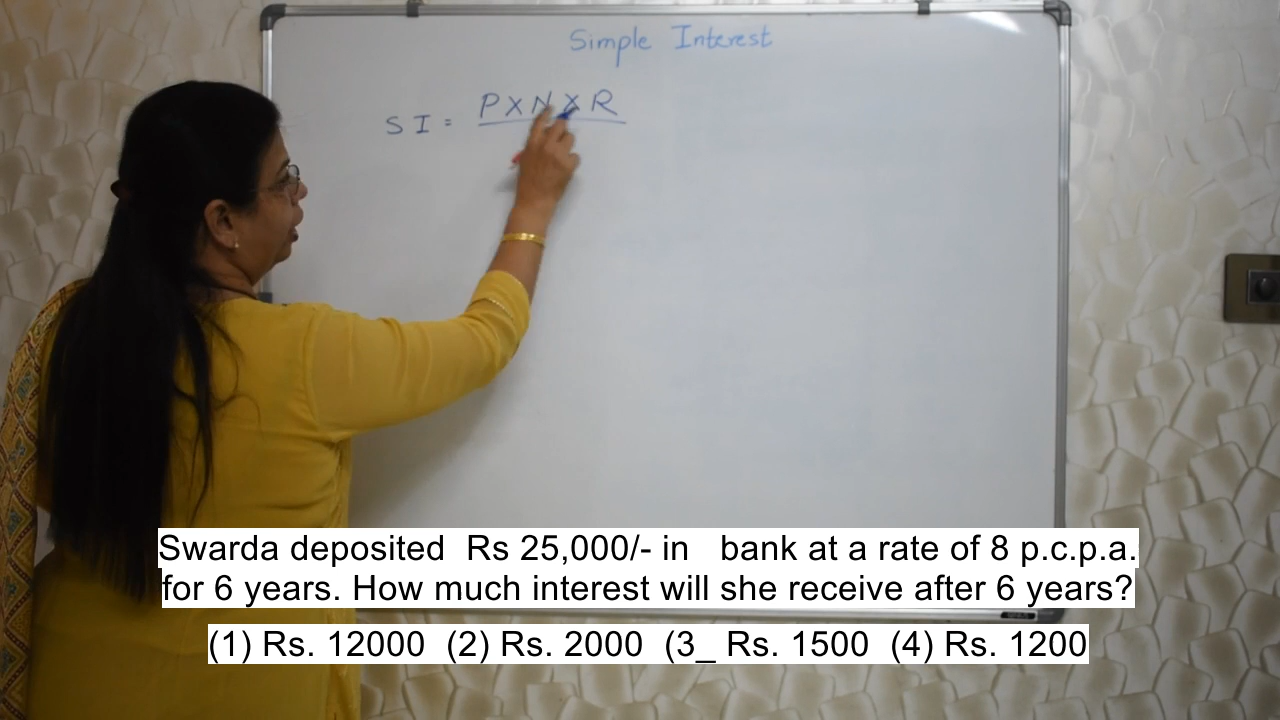 Simple Interest
SI = PXNXR
Swarda deposited Rs 25,000/- in bank at a rate of 8 p.c.p.a.
for 6 years. How much interest will she receive after 6 years?
(1) Rs. 12000 (2) Rs. 2000 (3_ Rs. 1500 (4) Rs. 1200